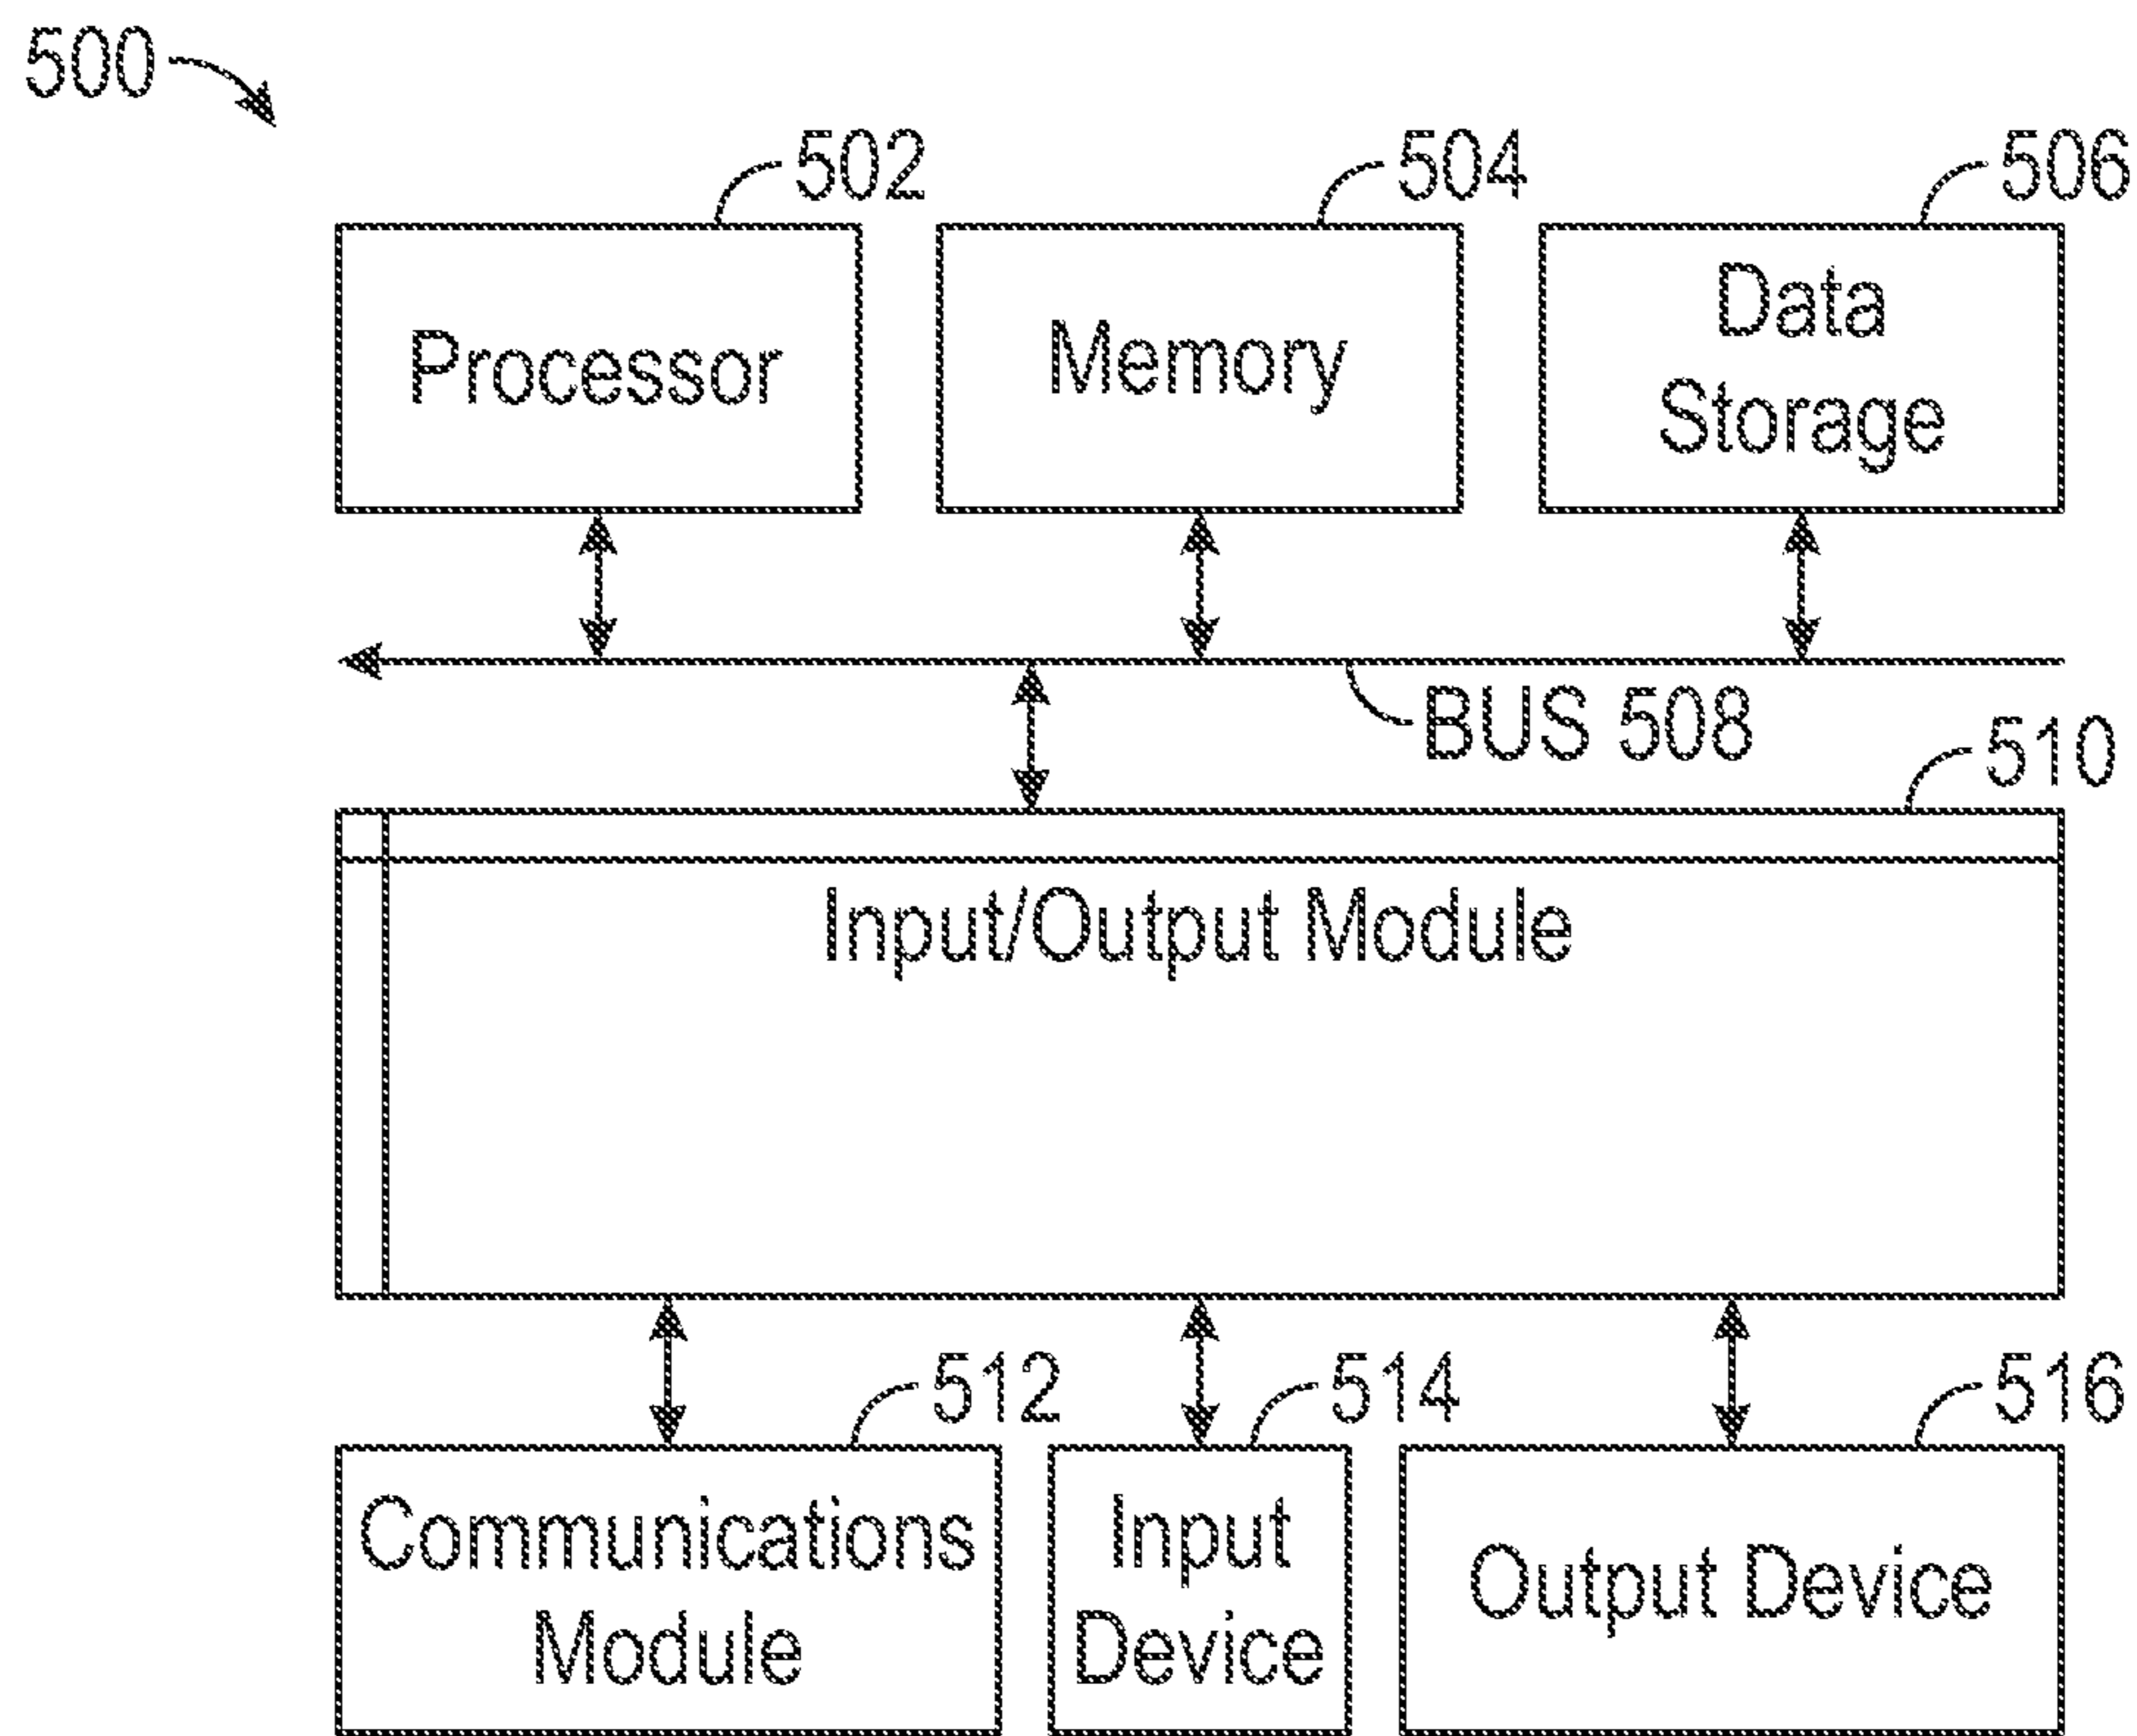 500
502
504
506
Processor
Memory
Data
Storage
BUS 508
510
Input/Output Module
512
514
516
Communications
Module
Input
Device
Output Device